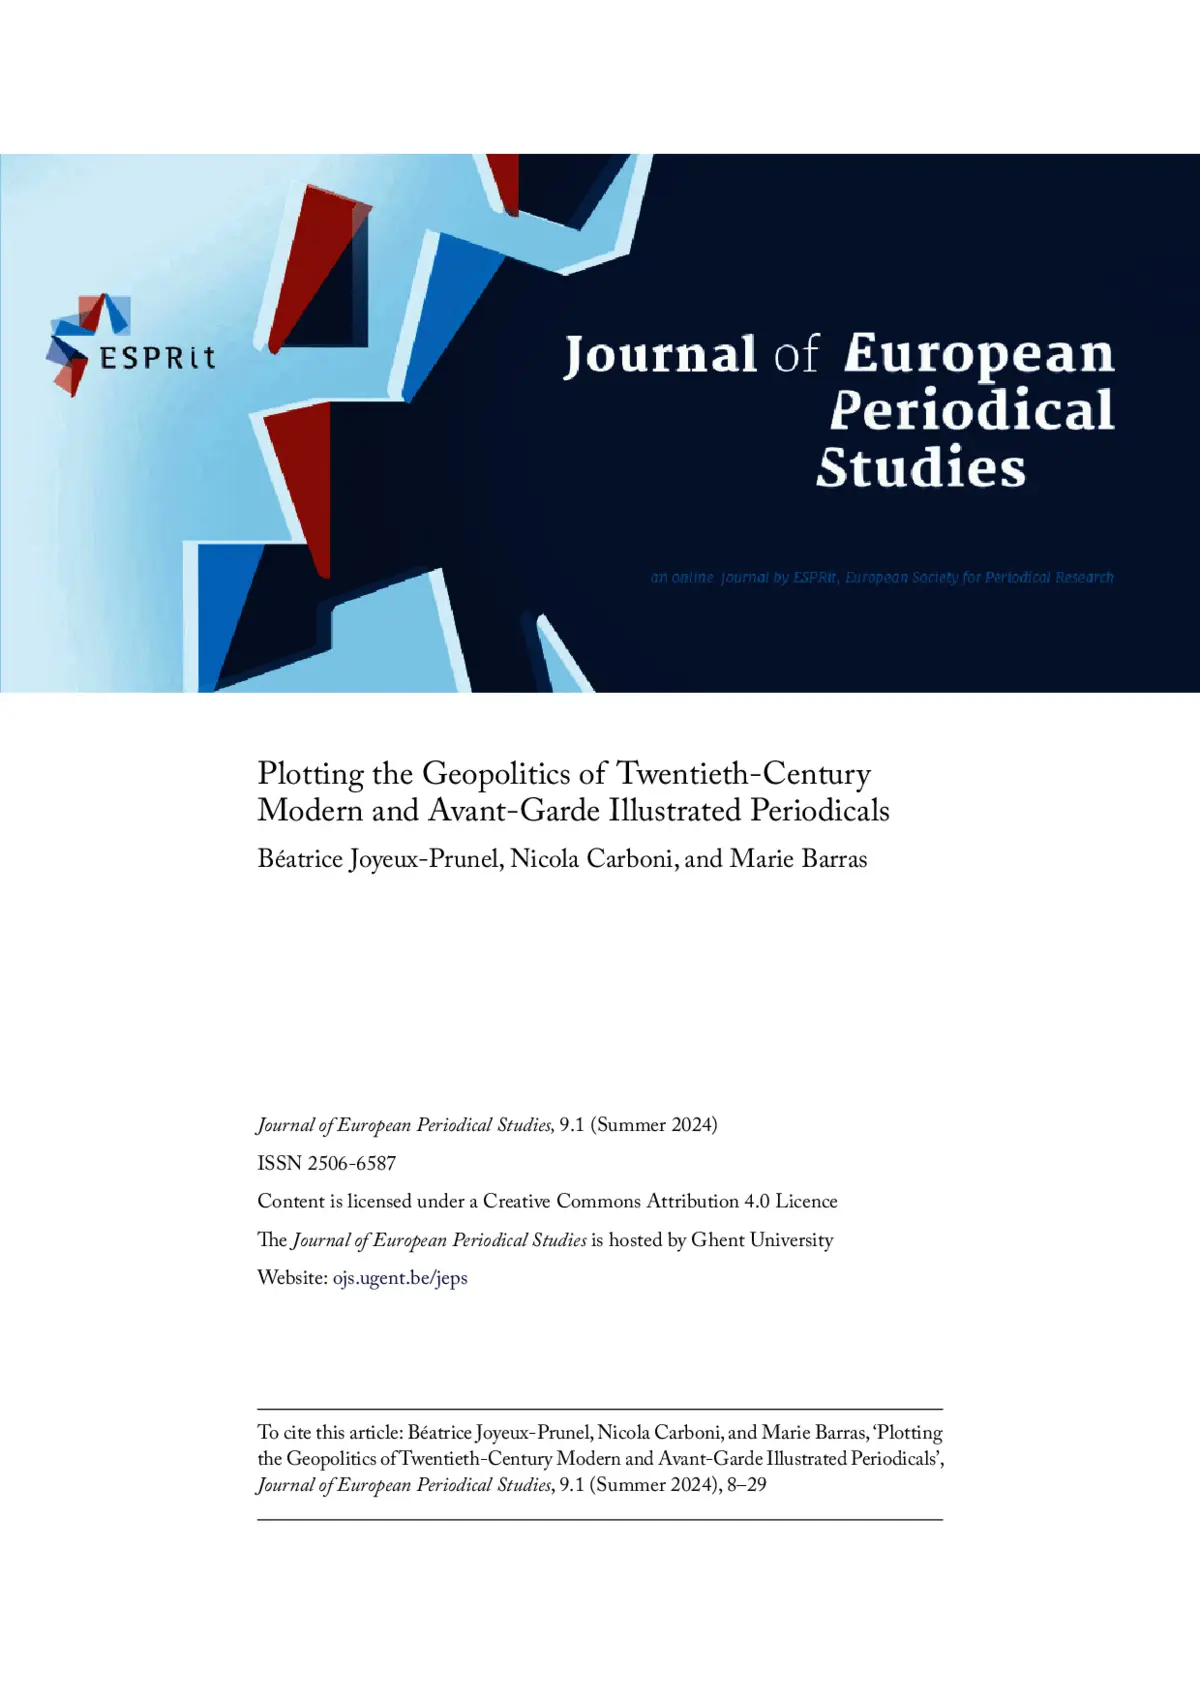 ESPRit
Journal of European
Periodical
Studies
an online journal by ESPRit, European Society for Periodical Research
Plotting the Geopolitics of Twentieth-Century
Modern and Avant-Garde Illustrated Periodicals
Béatrice Joyeux-Prunel, Nicola Carboni, and Marie Barras
Journal of European Periodical Studies, 9.1 (Summer 2024)
ISSN 2506-6587
Content is licensed under a Creative Commons Attribution 4.0 Licence
The Journal of European Periodical Studies is hosted by Ghent University
Website: ojs.ugent.be/jeps
To cite this article: Béatrice Joyeux-Prunel, Nicola Carboni, and Marie Barras, ‘Plotting
the Geopolitics of Twentieth-Century Modern and Avant-Garde Illustrated Periodicals’,
Journal of European Periodical Studies, 9.1 (Summer 2024), 8–29